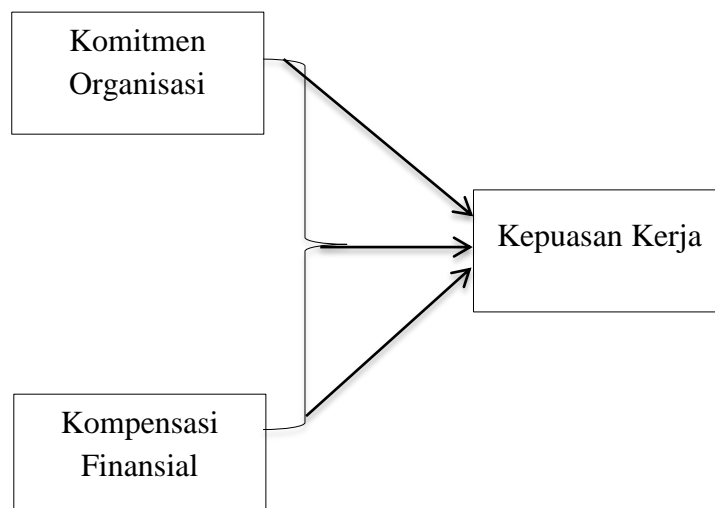 Komitmen
Organisasi
Kepuasan Kerja
Kompensasi
Finansial